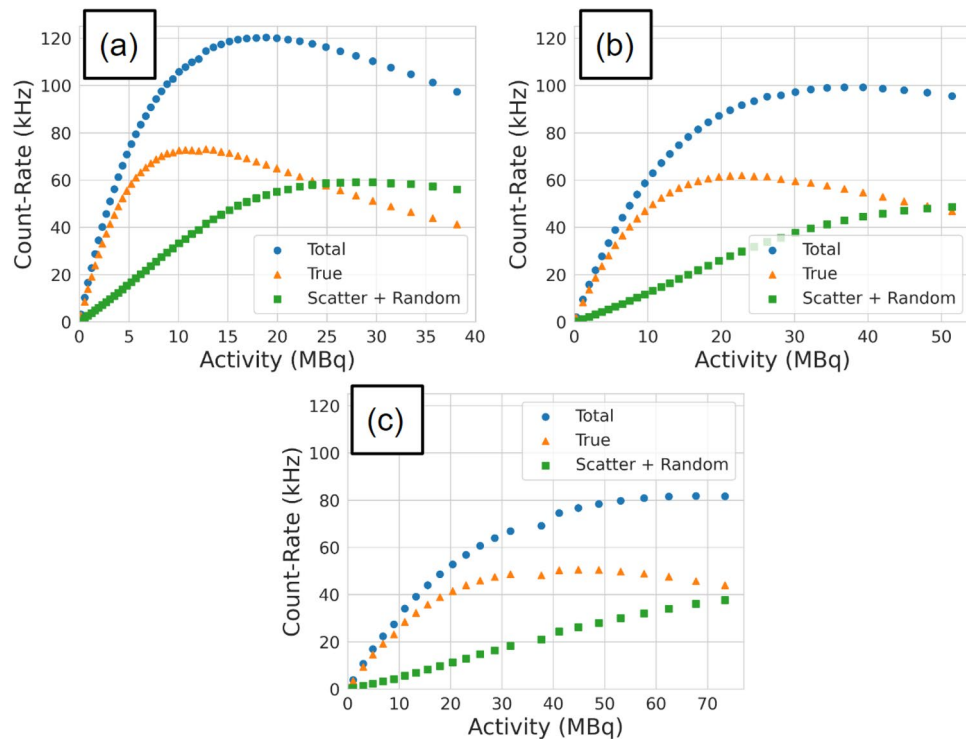 (a)
120
100
80
60
40
20
0
Count-Rate (kHz)
Total
True
Scatter + Random
0 5 10 15 20 25 30 35 40
Activity (MBq)
(b)
120
100
80
60
40
20
0
Count-Rate (kHz)
Total
True
Scatter + Random
0 10 20 30 40 50
Activity (MBq)
(c)
120
100
80
60
40
20
0
Count-Rate (kHz)
Total
True
Scatter + Random
0 10 20 30 40 50 60 70
Activity (MBq)